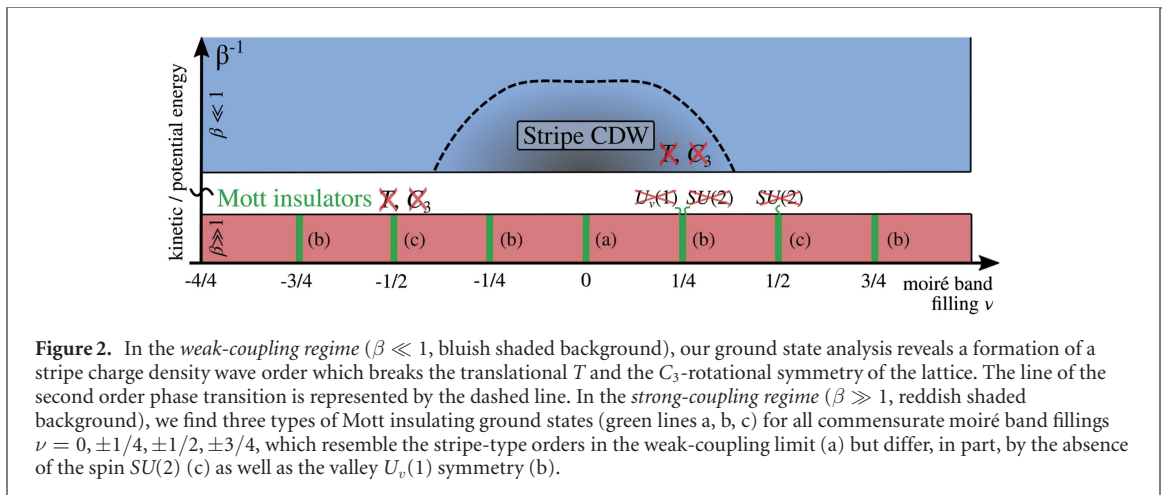 β⁻¹
kinetic / potential energy
β ≪ 1
Stripe CDW
T, C₃
Mott insulators T, C₃
U_v(1) SU(2) SU(2)
β≫1
(b) (c) (b) (a) (b) (c) (b)
-4/4 -3/4 -1/2 -1/4 0 1/4 1/2 3/4 moiré band
filling ν
Figure 2. In the weak-coupling regime (β ≪ 1, bluish shaded background), our ground state analysis reveals a formation of a
stripe charge density wave order which breaks the translational T and the C₃-rotational symmetry of the lattice. The line of the
second order phase transition is represented by the dashed line. In the strong-coupling regime (β ≫ 1, reddish shaded
background), we find three types of Mott insulating ground states (green lines a, b, c) for all commensurate moiré band fillings
ν = 0, ±1/4, ±1/2, ±3/4, which resemble the stripe-type orders in the weak-coupling limit (a) but differ, in part, by the absence
of the spin SU(2) (c) as well as the valley U_v(1) symmetry (b).